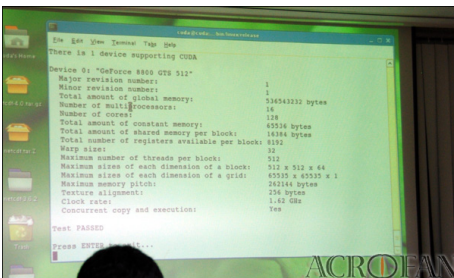 File Edit View Terminal Tabs Help
There is 1 device supporting CUDA
Device 0: "GeForce 8800 GTS 512"
Major revision number: 1
Minor revision number: 1
Total amount of global memory: 536543232 bytes
Number of multiprocessors: 16
Number of cores: 128
Total amount of constant memory: 65536 bytes
Total amount of shared memory per block: 16384 bytes
Total number of registers available per block: 8192
Warp size: 32
Maximum number of threads per block: 512
Maximum sizes of each dimension of a block: 512 x 512 x 64
Maximum sizes of each dimension of a grid: 65535 x 65535 x 1
Maximum memory pitch: 262144 bytes
Texture alignment: 256 bytes
Clock rate: 1.62 GHz
Concurrent copy and execution: Yes
Test PASSED
Press ENTER
ACROFAN